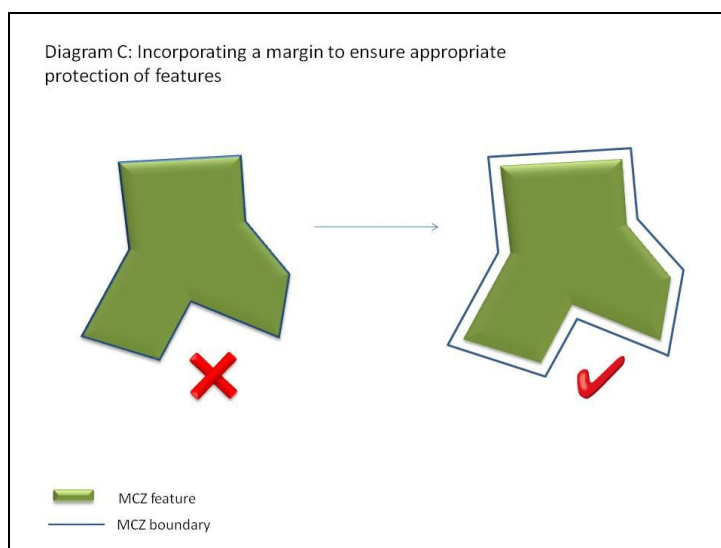 Diagram C: Incorporating a margin to ensure appropriate
protection of features
MCZ feature
MCZ boundary